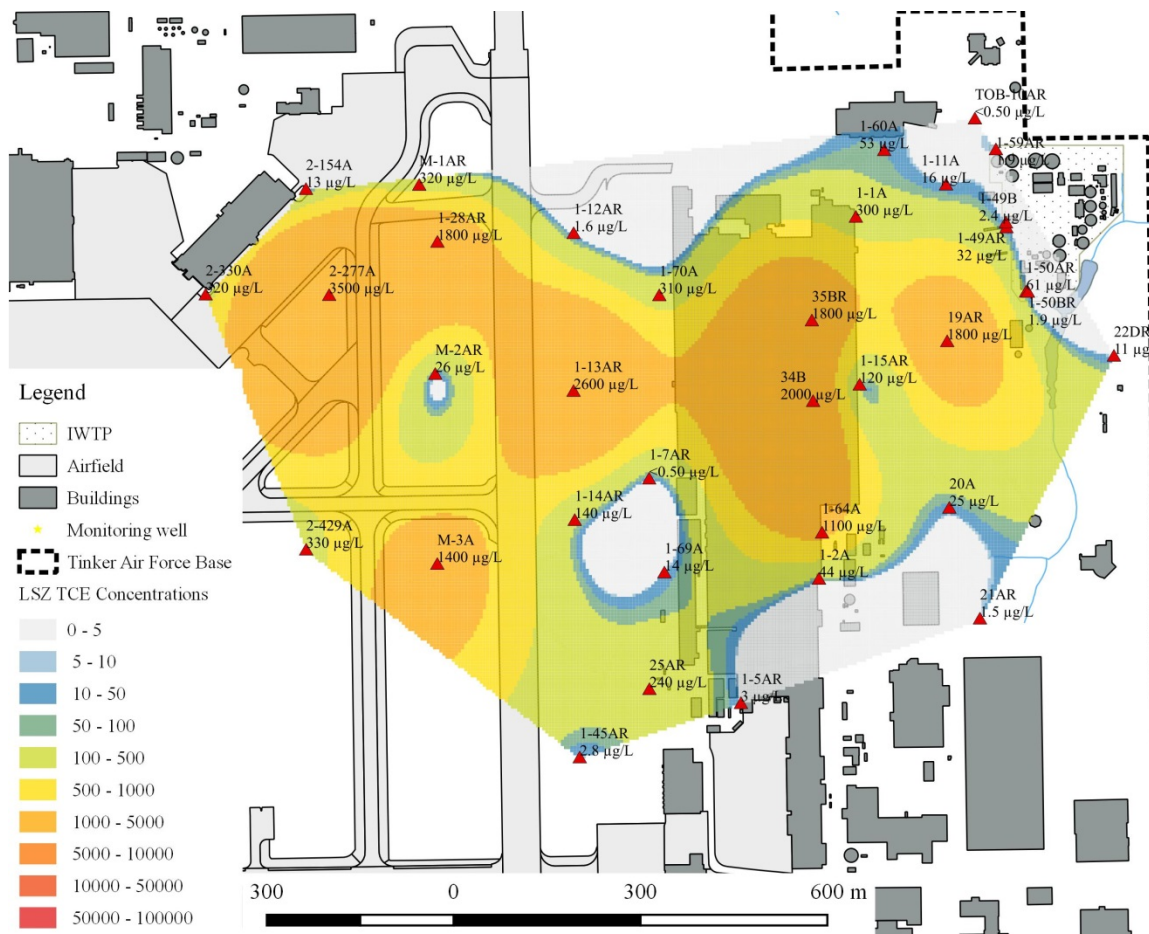 TOB-10AR
<0.50 µg/L
1-60A
53 µg/L
1-59AR
1.9 µg/L
2-154A
13 µg/L
M-1AR
320 µg/L
1-11A
16 µg/L
1-1A
300 µg/L
1-49B
2.4 µg/L
1-28AR
1800 µg/L
1-12AR
1.6 µg/L
1-49AR
32 µg/L
2-330A
220 µg/L
2-277A
3500 µg/L
1-70A
310 µg/L
1-50AR
61 µg/L
1-50BR
1.9 µg/L
35BR
1800 µg/L
19AR
1800 µg/L
22DR
11 µg
M-2AR
26 µg/L
1-13AR
2600 µg/L
34B
2000 µg/L
1-15AR
120 µg/L
1-7AR
<0.50 µg/L
1-14AR
140 µg/L
20A
25 µg/L
1-64A
1100 µg/L
2-429A
330 µg/L
M-3A
1400 µg/L
1-69A
14 µg/L
1-2A
44 µg/L
21AR
1.5 µg/L
25AR
240 µg/L
1-5AR
3 µg/L
1-45AR
2.8 µg/L
Legend
IWTP
Airfield
Buildings
Monitoring well
Tinker Air Force Base
LSZ TCE Concentrations
0 - 5
5 - 10
10 - 50
50 - 100
100 - 500
500 - 1000
1000 - 5000
5000 - 10000
10000 - 50000
50000 - 100000
300 0 300 600 m